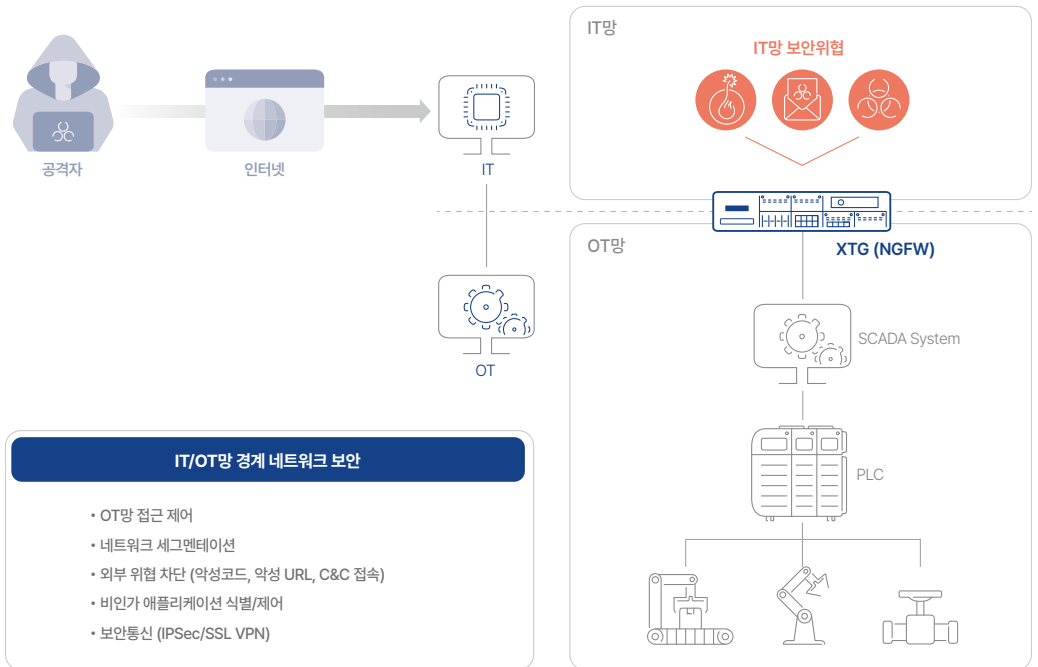 공격자
인터넷
IT
OT
IT망
IT망 보안위협
XTG (NGFW)
OT망
SCADA System
PLC
IT/OT망 경계 네트워크 보안
• OT망 접근 제어
• 네트워크 세그멘테이션
• 외부 위협 차단 (악성코드, 악성 URL, C&C 접속)
• 비인가 애플리케이션 식별/제어
• 보안통신 (IPSec/SSL VPN)